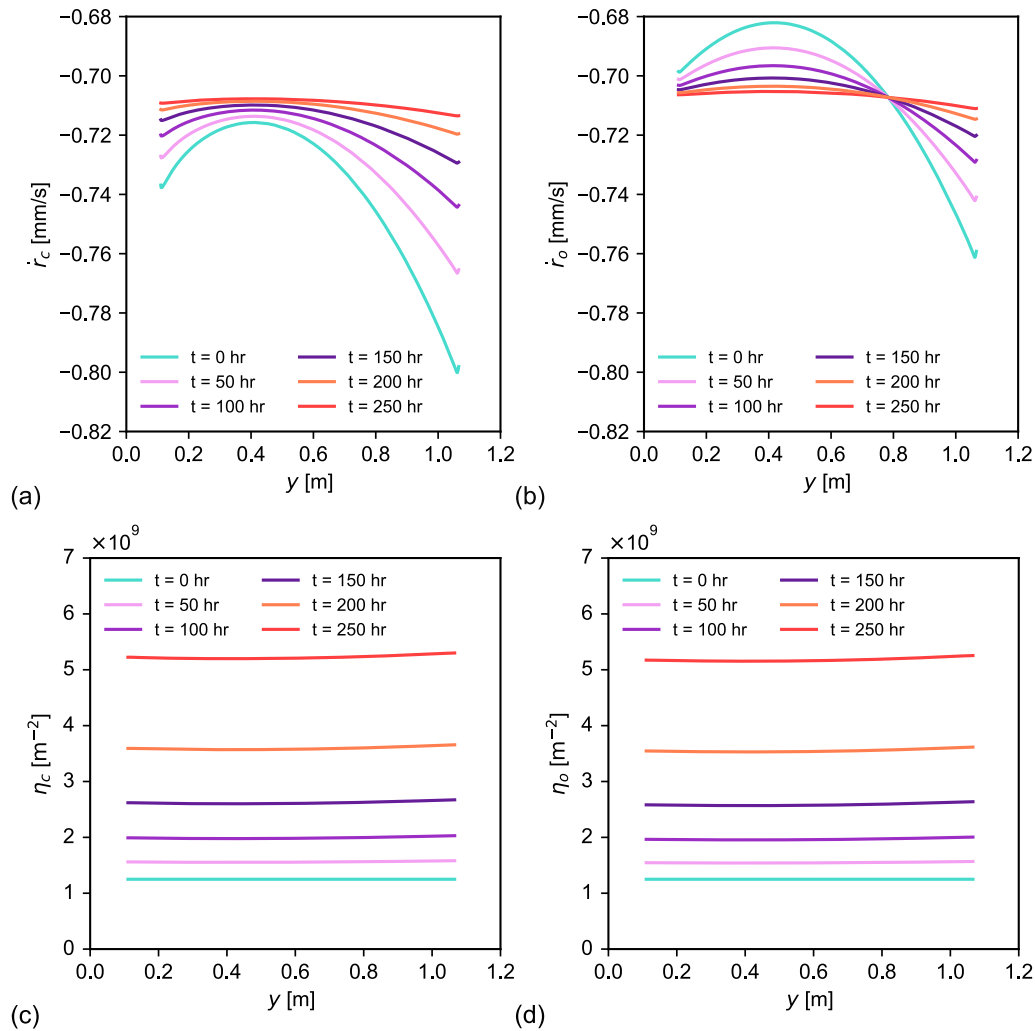 −0.68
−0.70
−0.72
−0.74
−0.76
−0.78
−0.80
−0.82
ṙ_c [mm/s]
t = 0 hr
t = 50 hr
t = 100 hr
t = 150 hr
t = 200 hr
t = 250 hr
0.0 0.2 0.4 0.6 0.8 1.0 1.2
y [m]
(a)
−0.68
−0.70
−0.72
−0.74
−0.76
−0.78
−0.80
−0.82
ṙ_o [mm/s]
t = 0 hr
t = 50 hr
t = 100 hr
t = 150 hr
t = 200 hr
t = 250 hr
0.0 0.2 0.4 0.6 0.8 1.0 1.2
y [m]
(b)
×10⁹
7
6
5
4
3
2
1
0
η_c [m⁻²]
t = 0 hr
t = 50 hr
t = 100 hr
t = 150 hr
t = 200 hr
t = 250 hr
0.0 0.2 0.4 0.6 0.8 1.0 1.2
y [m]
(c)
×10⁹
7
6
5
4
3
2
1
0
η_o [m⁻²]
t = 0 hr
t = 50 hr
t = 100 hr
t = 150 hr
t = 200 hr
t = 250 hr
0.0 0.2 0.4 0.6 0.8 1.0 1.2
y [m]
(d)